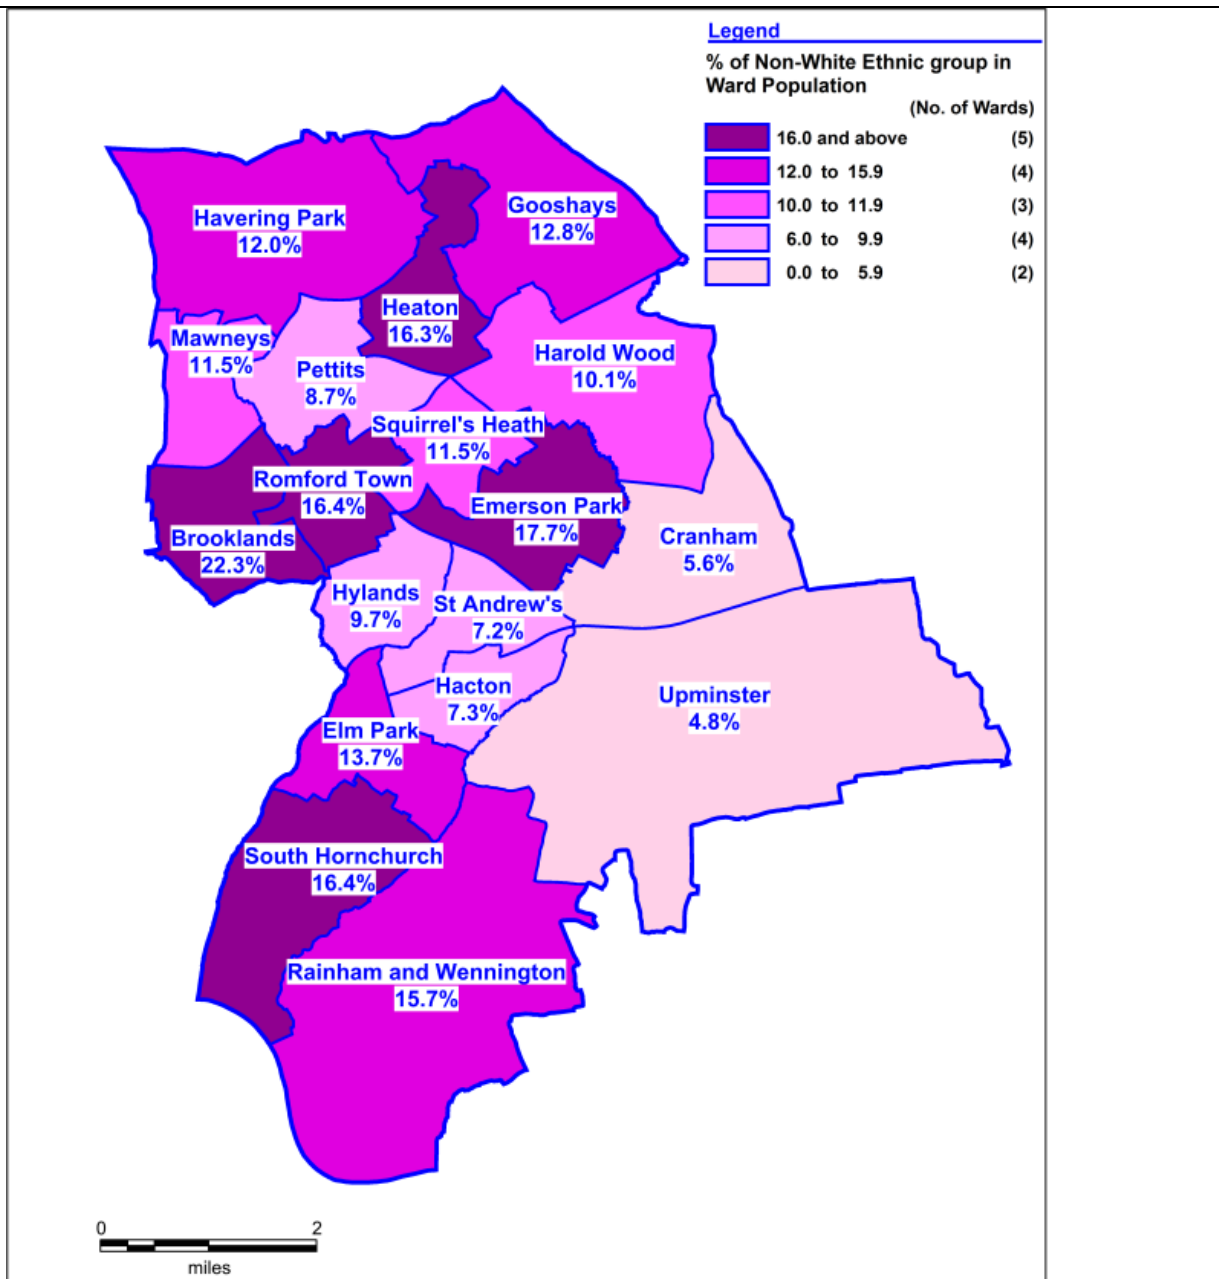 Legend
% of Non-White Ethnic group in
Ward Population
(No. of Wards)
16.0 and above (5)
12.0 to 15.9 (4)
10.0 to 11.9 (3)
6.0 to 9.9 (4)
0.0 to 5.9 (2)
Havering Park
12.0%
Gooshays
12.8%
Heaton
16.3%
Mawneys
11.5%
Pettits
8.7%
Harold Wood
10.1%
Squirrel's Heath
11.5%
Romford Town
16.4%
Emerson Park
17.7%
Brooklands
22.3%
Cranham
5.6%
Hylands
9.7%
St Andrew's
7.2%
Hacton
7.3%
Upminster
4.8%
Elm Park
13.7%
South Hornchurch
16.4%
Rainham and Wennington
15.7%
0 2
miles